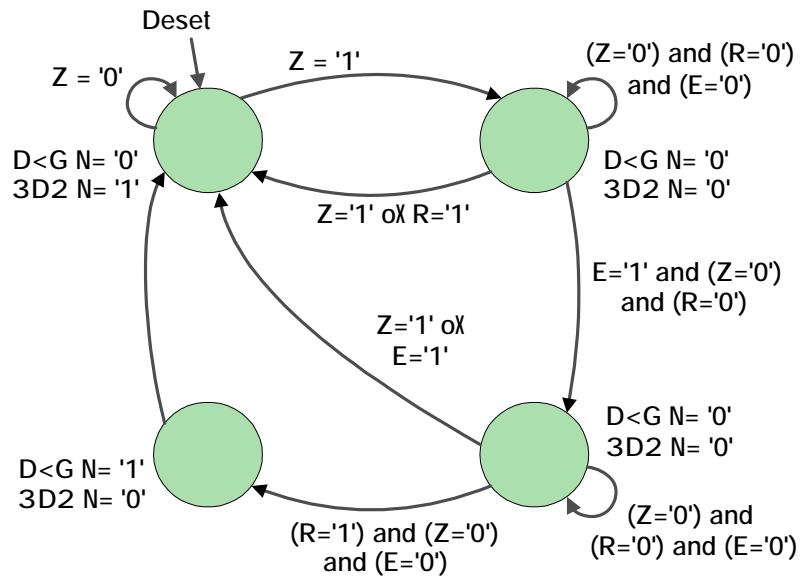 Deset
Z = '0'
Z = '1'
(Z='0') and (R='0')
and (E='0')
D<G N= '0'
3D2 N= '1'
D<G N= '0'
3D2 N= '0'
Z='1' oX R='1'
E='1' and (Z='0')
and (R='0')
Z='1' oX
E='1'
D<G N= '0'
3D2 N= '0'
D<G N= '1'
3D2 N= '0'
(R='1') and (Z='0')
and (E='0')
(Z='0') and
(R='0') and (E='0')